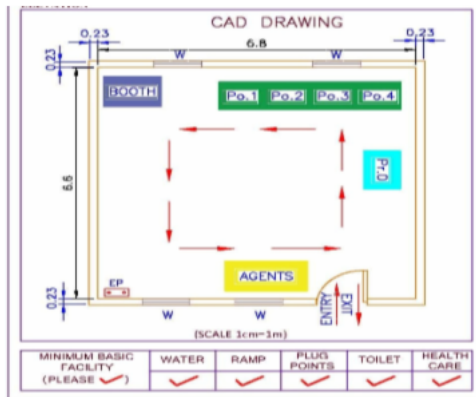 CAD DRAWING
0.23 6.8 0.23
0.23 W W
BOOTH Po.1 Po.2 Po.3 Po.4
6.6 Pr.0
EP AGENTS
0.23 W W ENTRY EXIT
(SCALE 1cm=1m)
MINIMUM BASIC FACILITY (PLEASE ✓) WATER RAMP PLUG POINTS TOILET HEALTH CARE
✓ ✓ ✓ ✓ ✓